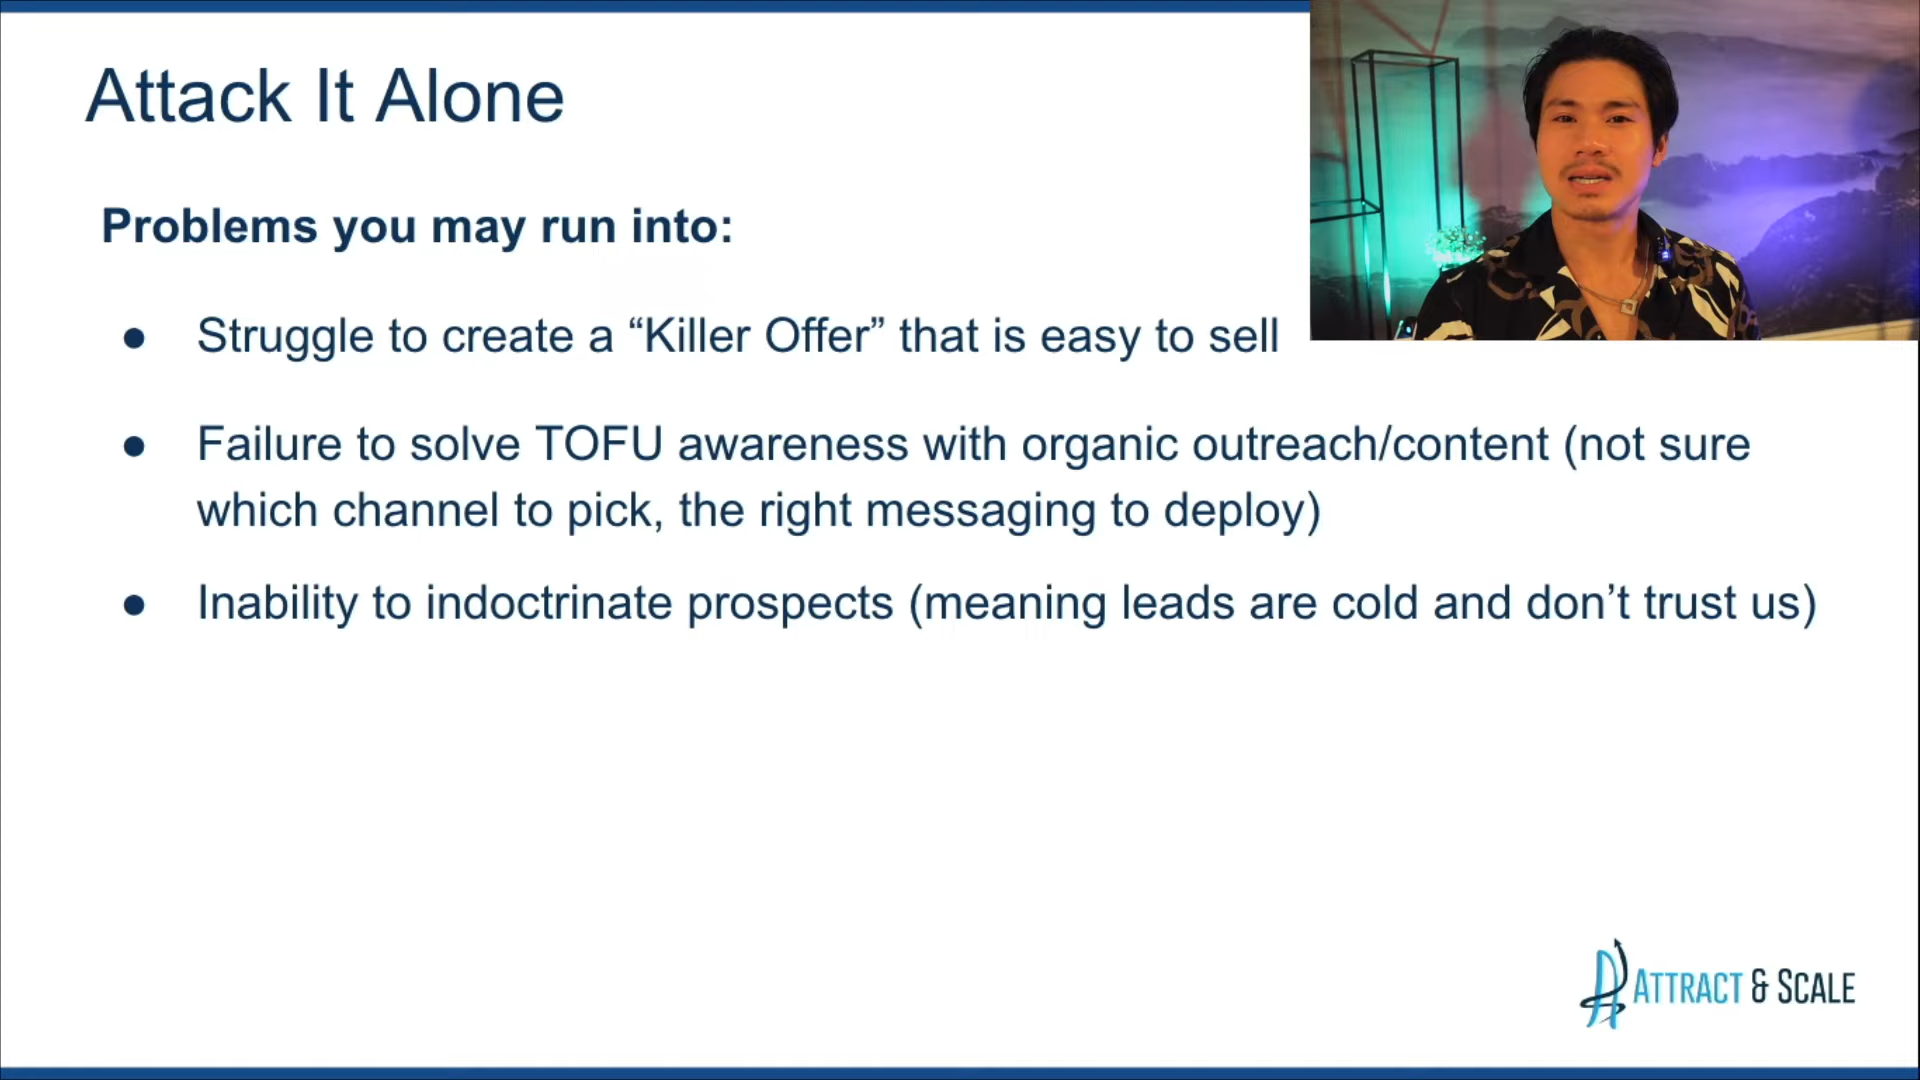 Attack It Alone
Problems you may run into:
● Struggle to create a “Killer Offer” that is easy to sell
● Failure to solve TOFU awareness with organic outreach/content (not sure
which channel to pick, the right messaging to deploy)
● Inability to indoctrinate prospects (meaning leads are cold and don’t trust us)
ATTRACT & SCALE